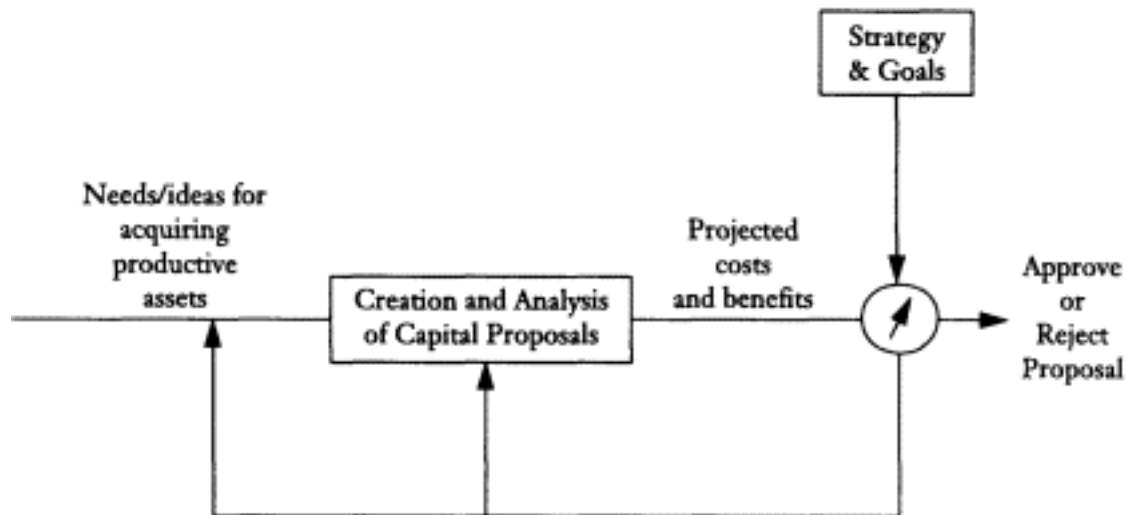 Strategy
& Goals
Needs/ideas for
acquiring
productive
assets
Creation and Analysis
of Capital Proposals
Projected
costs
and benefits
Approve
or
Reject
Proposal